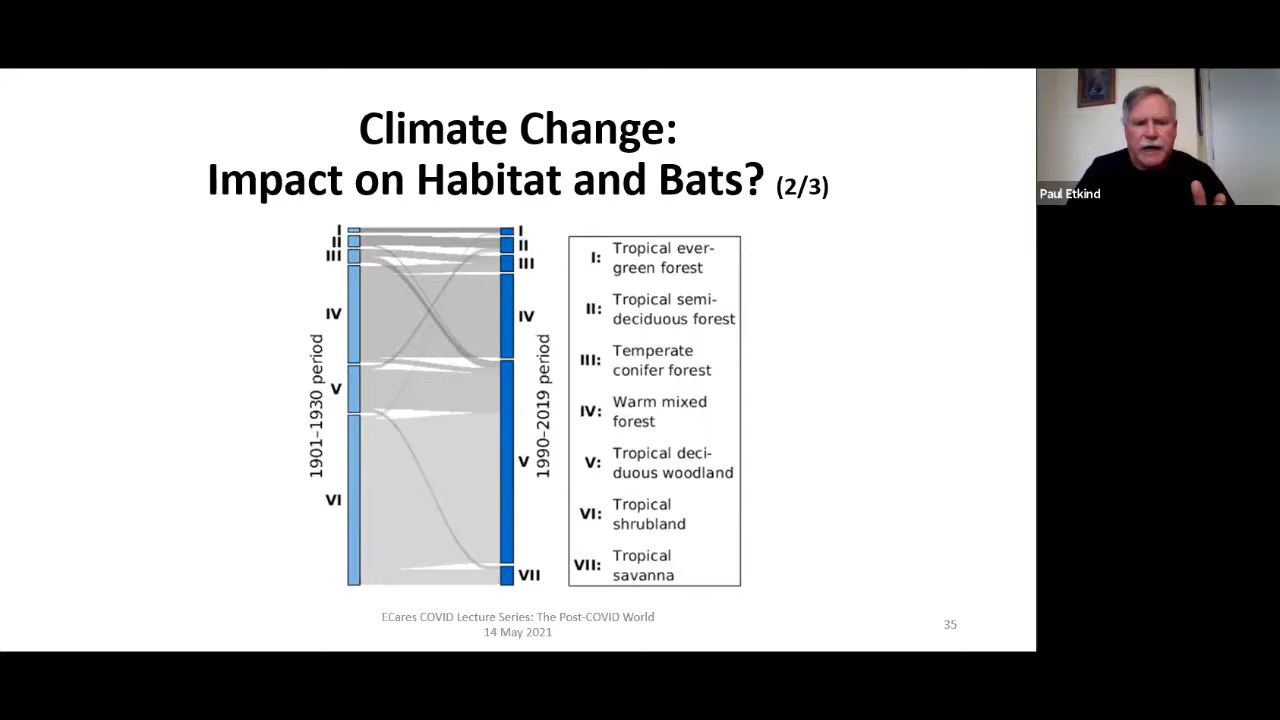 Climate Change:
Impact on Habitat and Bats? (2/3)
Paul Etkind
1901–1930 period
I
II
III
IV
V
VI
I
II
III
IV
V
VII
1990–2019 period
I: Tropical ever-
green forest
II: Tropical semi-
deciduous forest
III: Temperate
conifer forest
IV: Warm mixed
forest
V: Tropical deci-
duous woodland
VI: Tropical
shrubland
VII: Tropical
savanna
ECares COVID Lecture Series: The Post-COVID World
14 May 2021
35